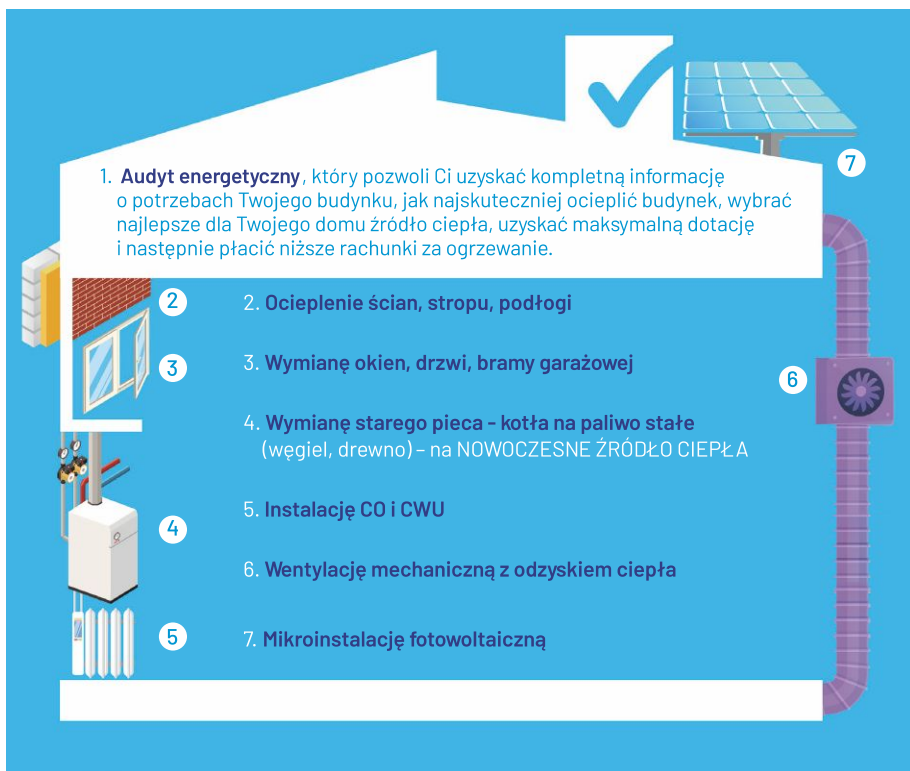 7
1. Audyt energetyczny, który pozwoli Ci uzyskać kompletną informację
o potrzebach Twojego budynku, jak najskuteczniej ocieplić budynek, wybrać
najlepsze dla Twojego domu źródło ciepła, uzyskać maksymalną dotację
i następnie płacić niższe rachunki za ogrzewanie.
2
2. Ocieplenie ścian, stropu, podłogi
3
3. Wymianę okien, drzwi, bramy garażowej
6
4. Wymianę starego pieca - kotła na paliwo stałe
(węgiel, drewno) – na NOWOCZESNE ŹRÓDŁO CIEPŁA
4
5. Instalację CO i CWU
6. Wentylację mechaniczną z odzyskiem ciepła
5
7. Mikroinstalację fotowoltaiczną